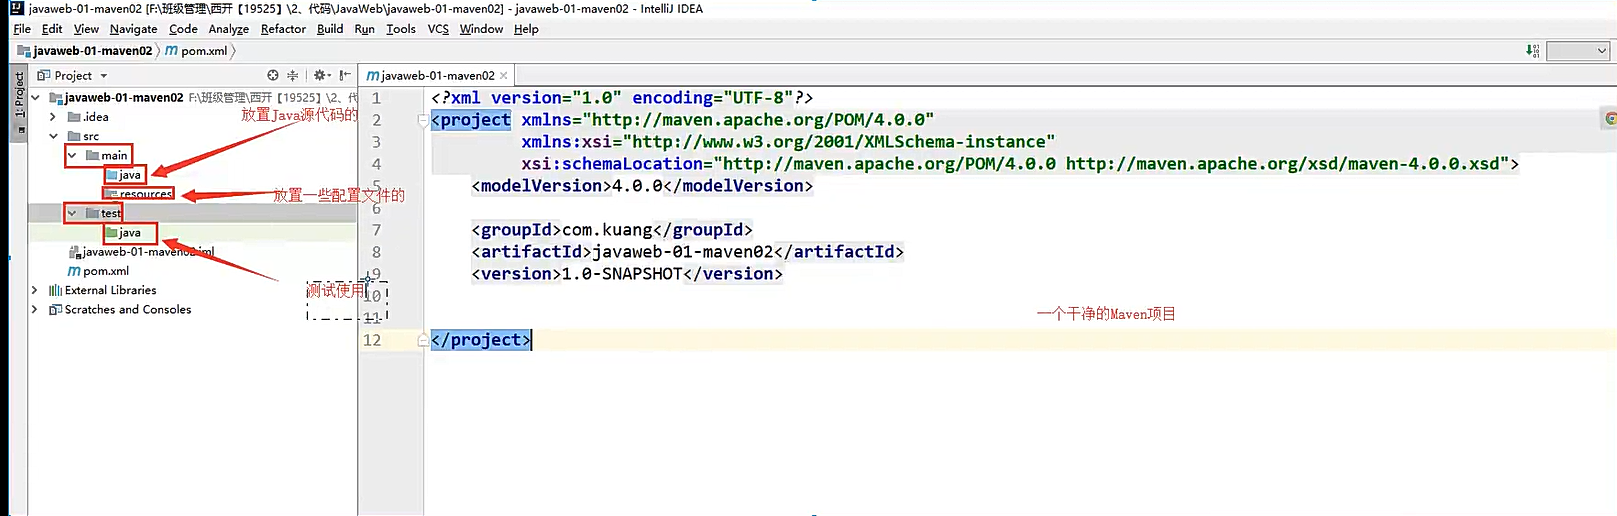 javaweb-01-maven02 [F:\班级管理\西开【19525】\2、代码\JavaWeb\javaweb-01-maven02] - javaweb-01-maven02 - IntelliJ IDEA
File Edit View Navigate Code Analyze Refactor Build Run Tools VCS Window Help
javaweb-01-maven02 pom.xml
1: Project
Project
javaweb-01-maven02 F:\班级管理\西开【19525】\2、代
.idea
放置Java源代码的
src
main
java
resources
放置一些配置文件的
test
java
javaweb-01-maven02.iml
pom.xml
测试使用
External Libraries
Scratches and Consoles
javaweb-01-maven02
1 <?xml version="1.0" encoding="UTF-8"?>
2 <project xmlns="http://maven.apache.org/POM/4.0.0"
3 xmlns:xsi="http://www.w3.org/2001/XMLSchema-instance"
4 xsi:schemaLocation="http://maven.apache.org/POM/4.0.0 http://maven.apache.org/xsd/maven-4.0.0.xsd">
5 <modelVersion>4.0.0</modelVersion>
6
7 <groupId>com.kuang</groupId>
8 <artifactId>javaweb-01-maven02</artifactId>
9 <version>1.0-SNAPSHOT</version>
10
11
一个干净的Maven项目
12 </project>